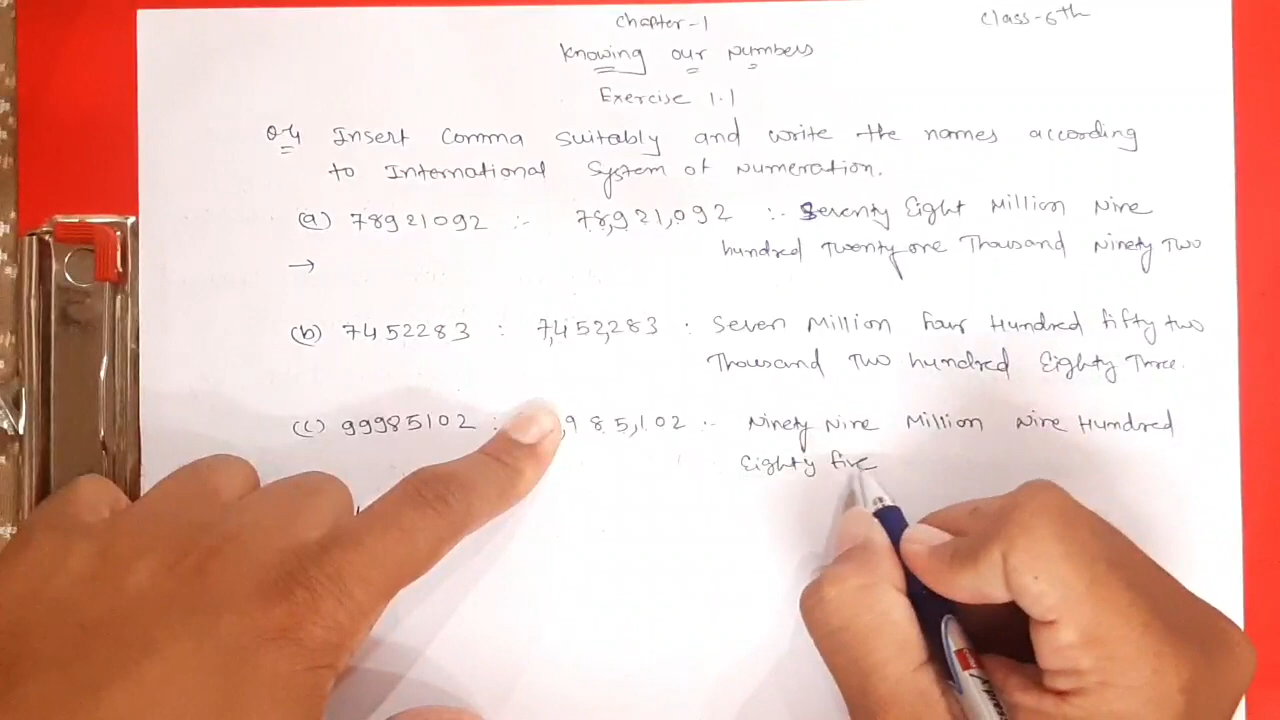 Chapter-1
Class-6th
Knowing our numbers
Exercise 1.1
Q.4 Insert Comma suitably and write the names according
to International System of Numeration.
(a) 78921092 :- 78,921,092 :- Seventy Eight Million Nine
hundred Twenty one Thousand Ninety Two
→
(b) 7452283 : 7,452,283 : Seven Million Four Hundred fifty two
Thousand Two hundred Eighty Three.
(c) 99985102 : ,985,102 :- Ninety Nine Million Nine Hundred
Eighty five